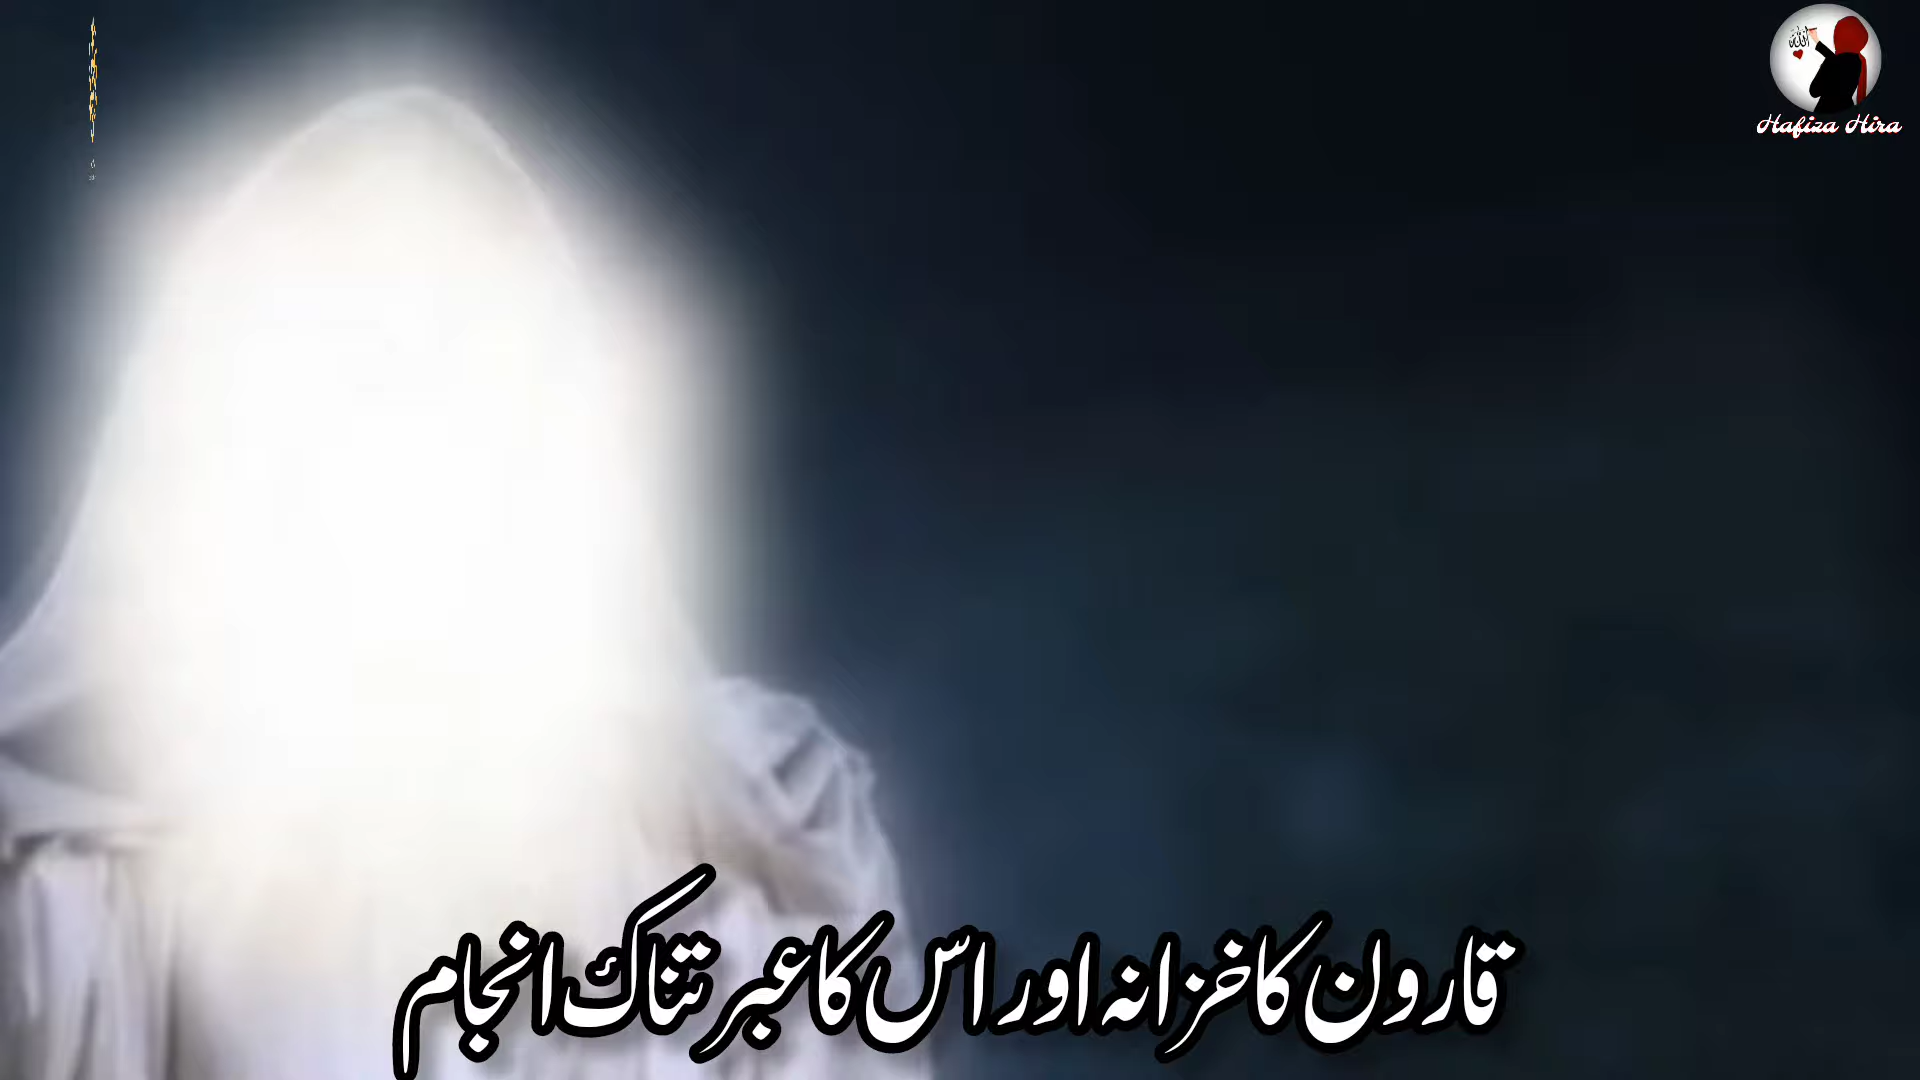 Hafiza Hira
قارون کا خزانہ اور اس کا عبرتناک انجام